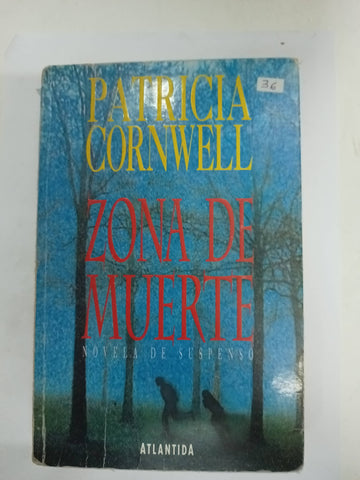 PATRICIA
36
CORNWELL
ZONA DE
MUERTE
NOVELA DE SUSPENSO
ATLANTIDA